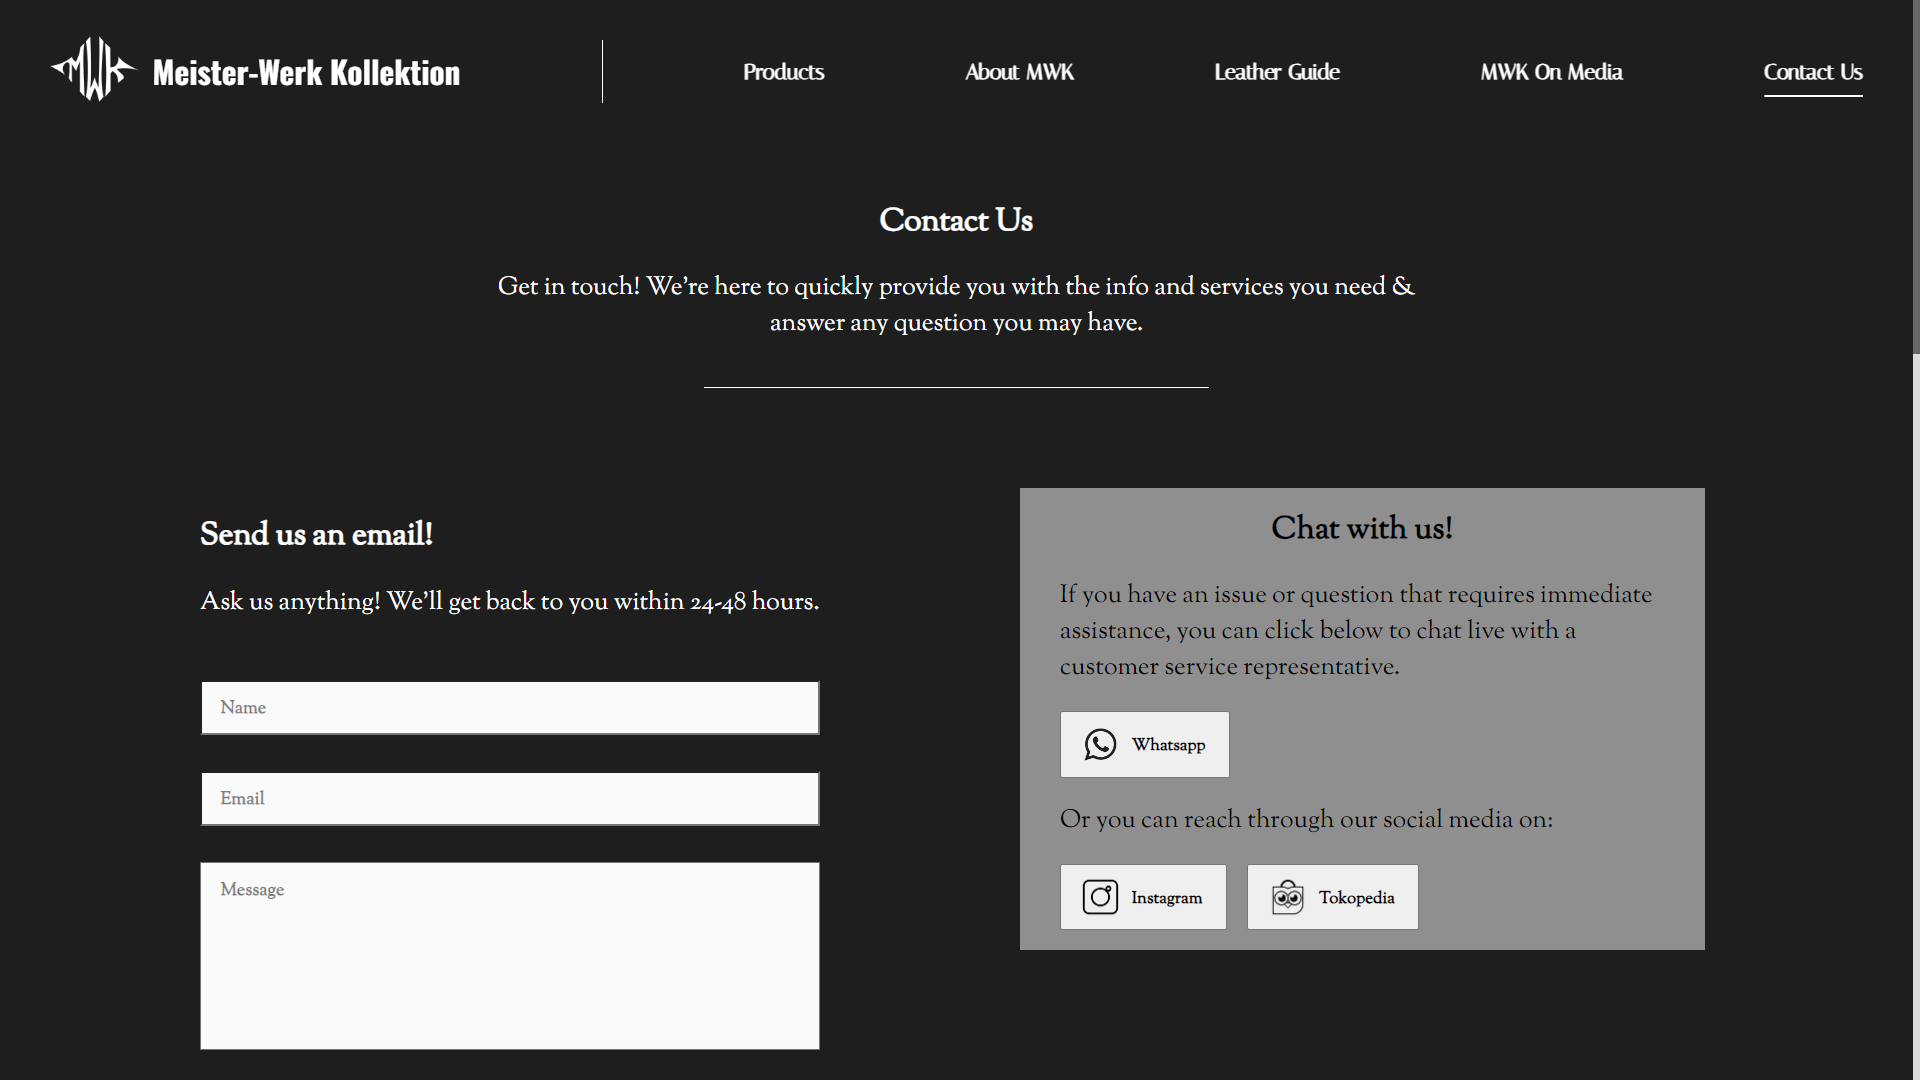 MWK Meister-Werk Kollektion
Products
About MWK
Leather Guide
MWK On Media
Contact Us
Contact Us
Get in touch! We're here to quickly provide you with the info and services you need &
answer any question you may have.
Send us an email!
Ask us anything! We'll get back to you within 24-48 hours.
Name
Email
Message
Chat with us!
If you have an issue or question that requires immediate
assistance, you can click below to chat live with a
customer service representative.
Whatsapp
Or you can reach through our social media on:
Instagram
Tokopedia